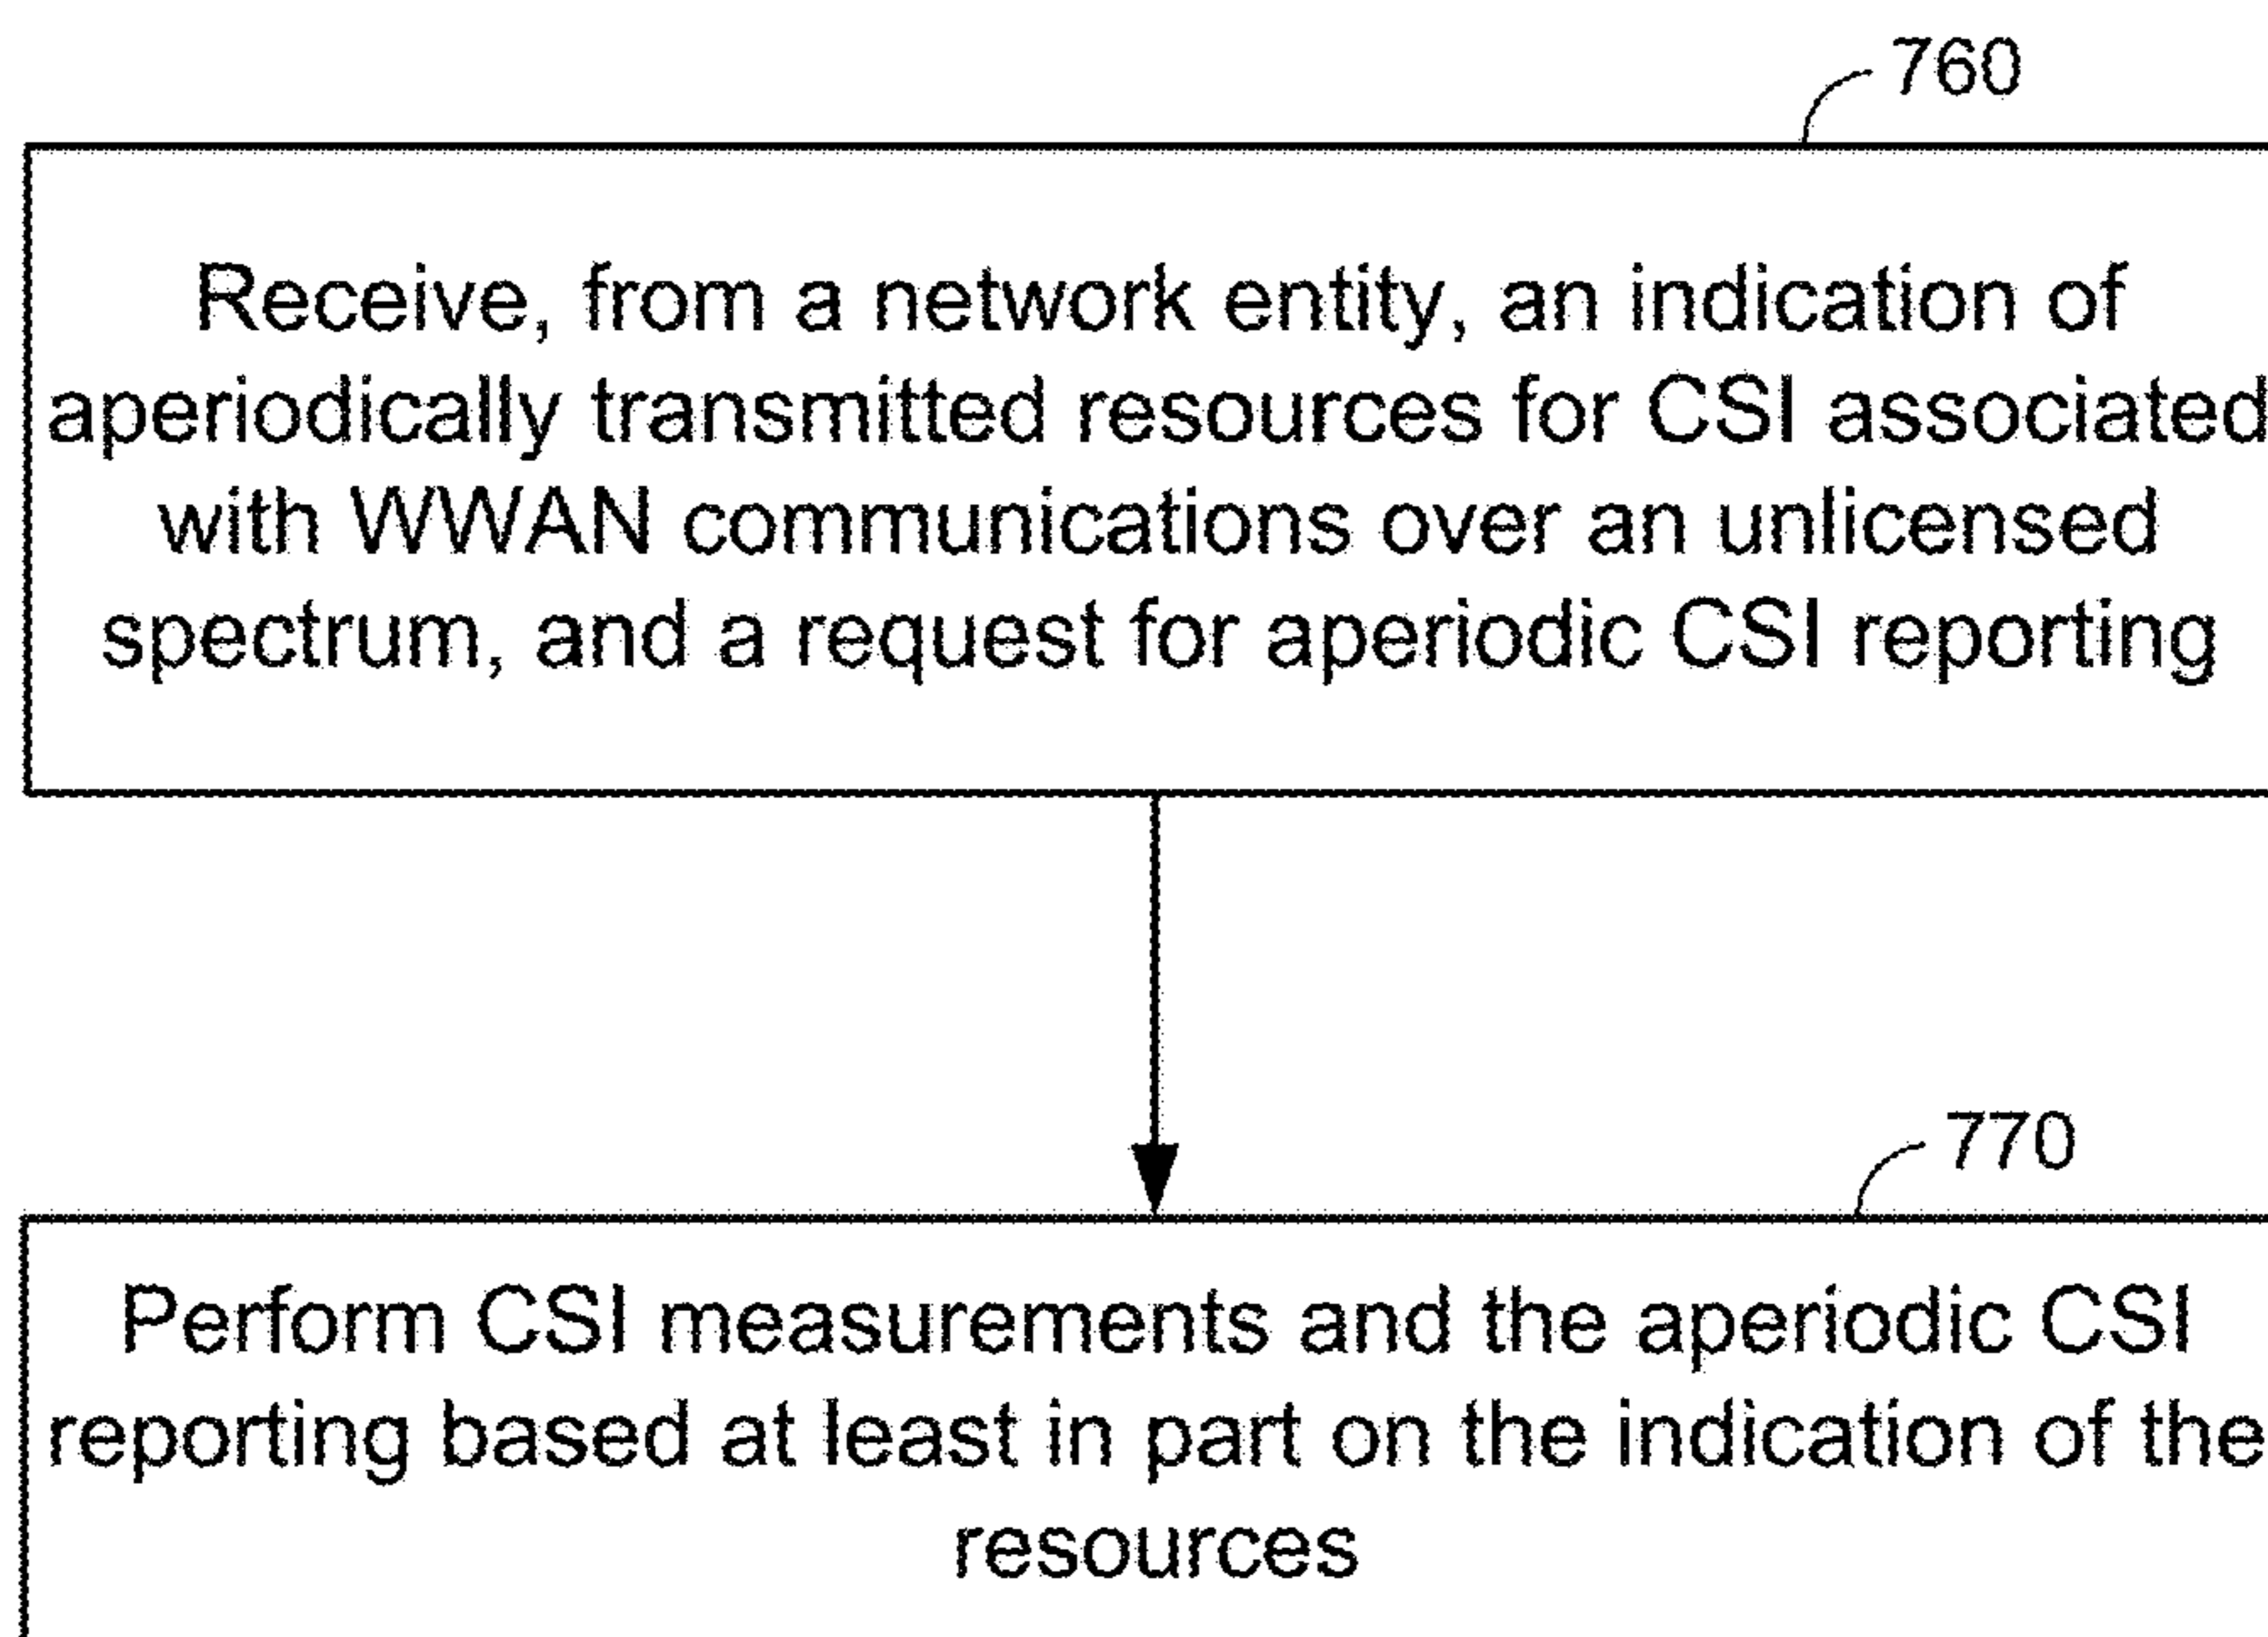 760
Receive, from a network entity, an indication of
aperiodically transmitted resources for CSI associated
with WWAN communications over an unlicensed
spectrum, and a request for aperiodic CSI reporting
770
Perform CSI measurements and the aperiodic CSI
reporting based at least in part on the indication of the
resources